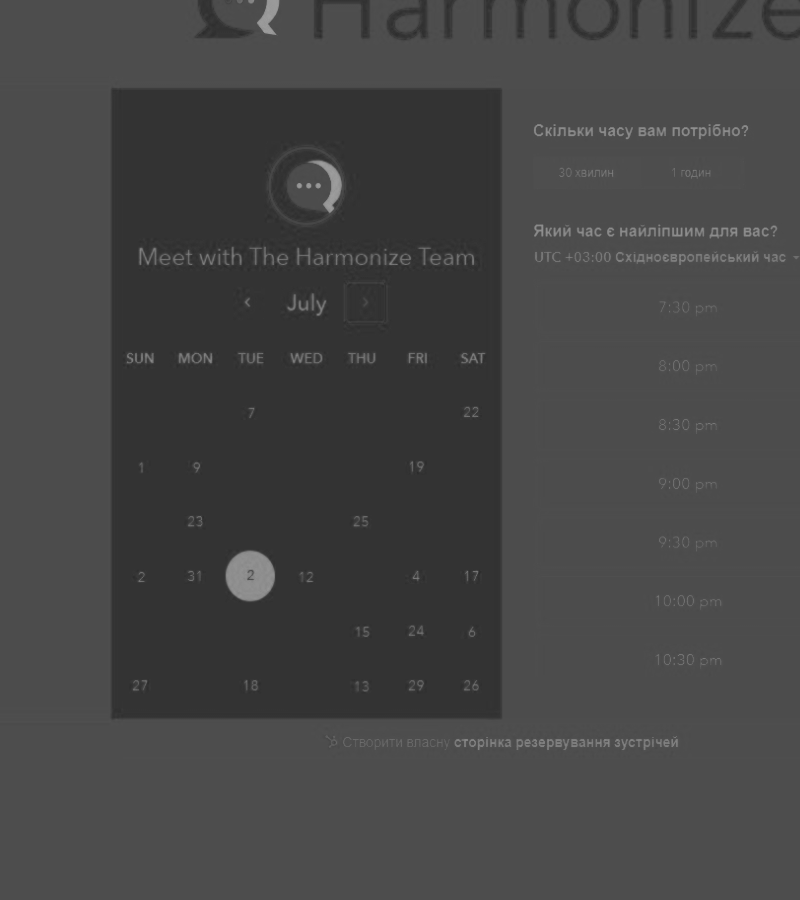 Harmonize
Meet with The Harmonize Team
July
SUN MON TUE WED THU FRI SAT
7 22
1 9 19
23 25
2 31 2 12 4 17
15 24 6
27 18 13 29 26
Скільки часу вам потрібно?
30 хвилин 1 годин
Який час є найліпшим для вас?
UTC +03:00 Східноєвропейський час
7:30 pm
8:00 pm
8:30 pm
9:00 pm
9:30 pm
10:00 pm
10:30 pm
Створити власну сторінка резервування зустрічей